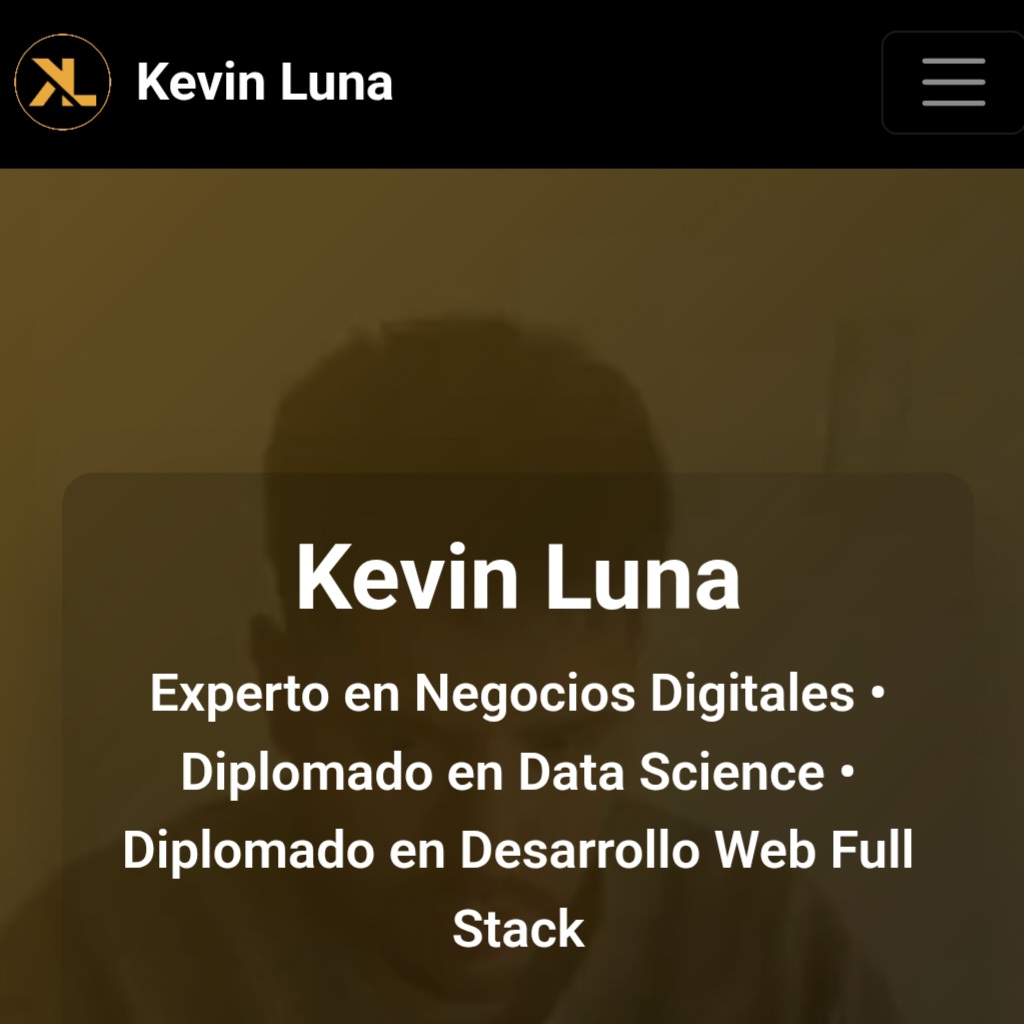 KL Kevin Luna
Kevin Luna
Experto en Negocios Digitales •
Diplomado en Data Science •
Diplomado en Desarrollo Web Full
Stack